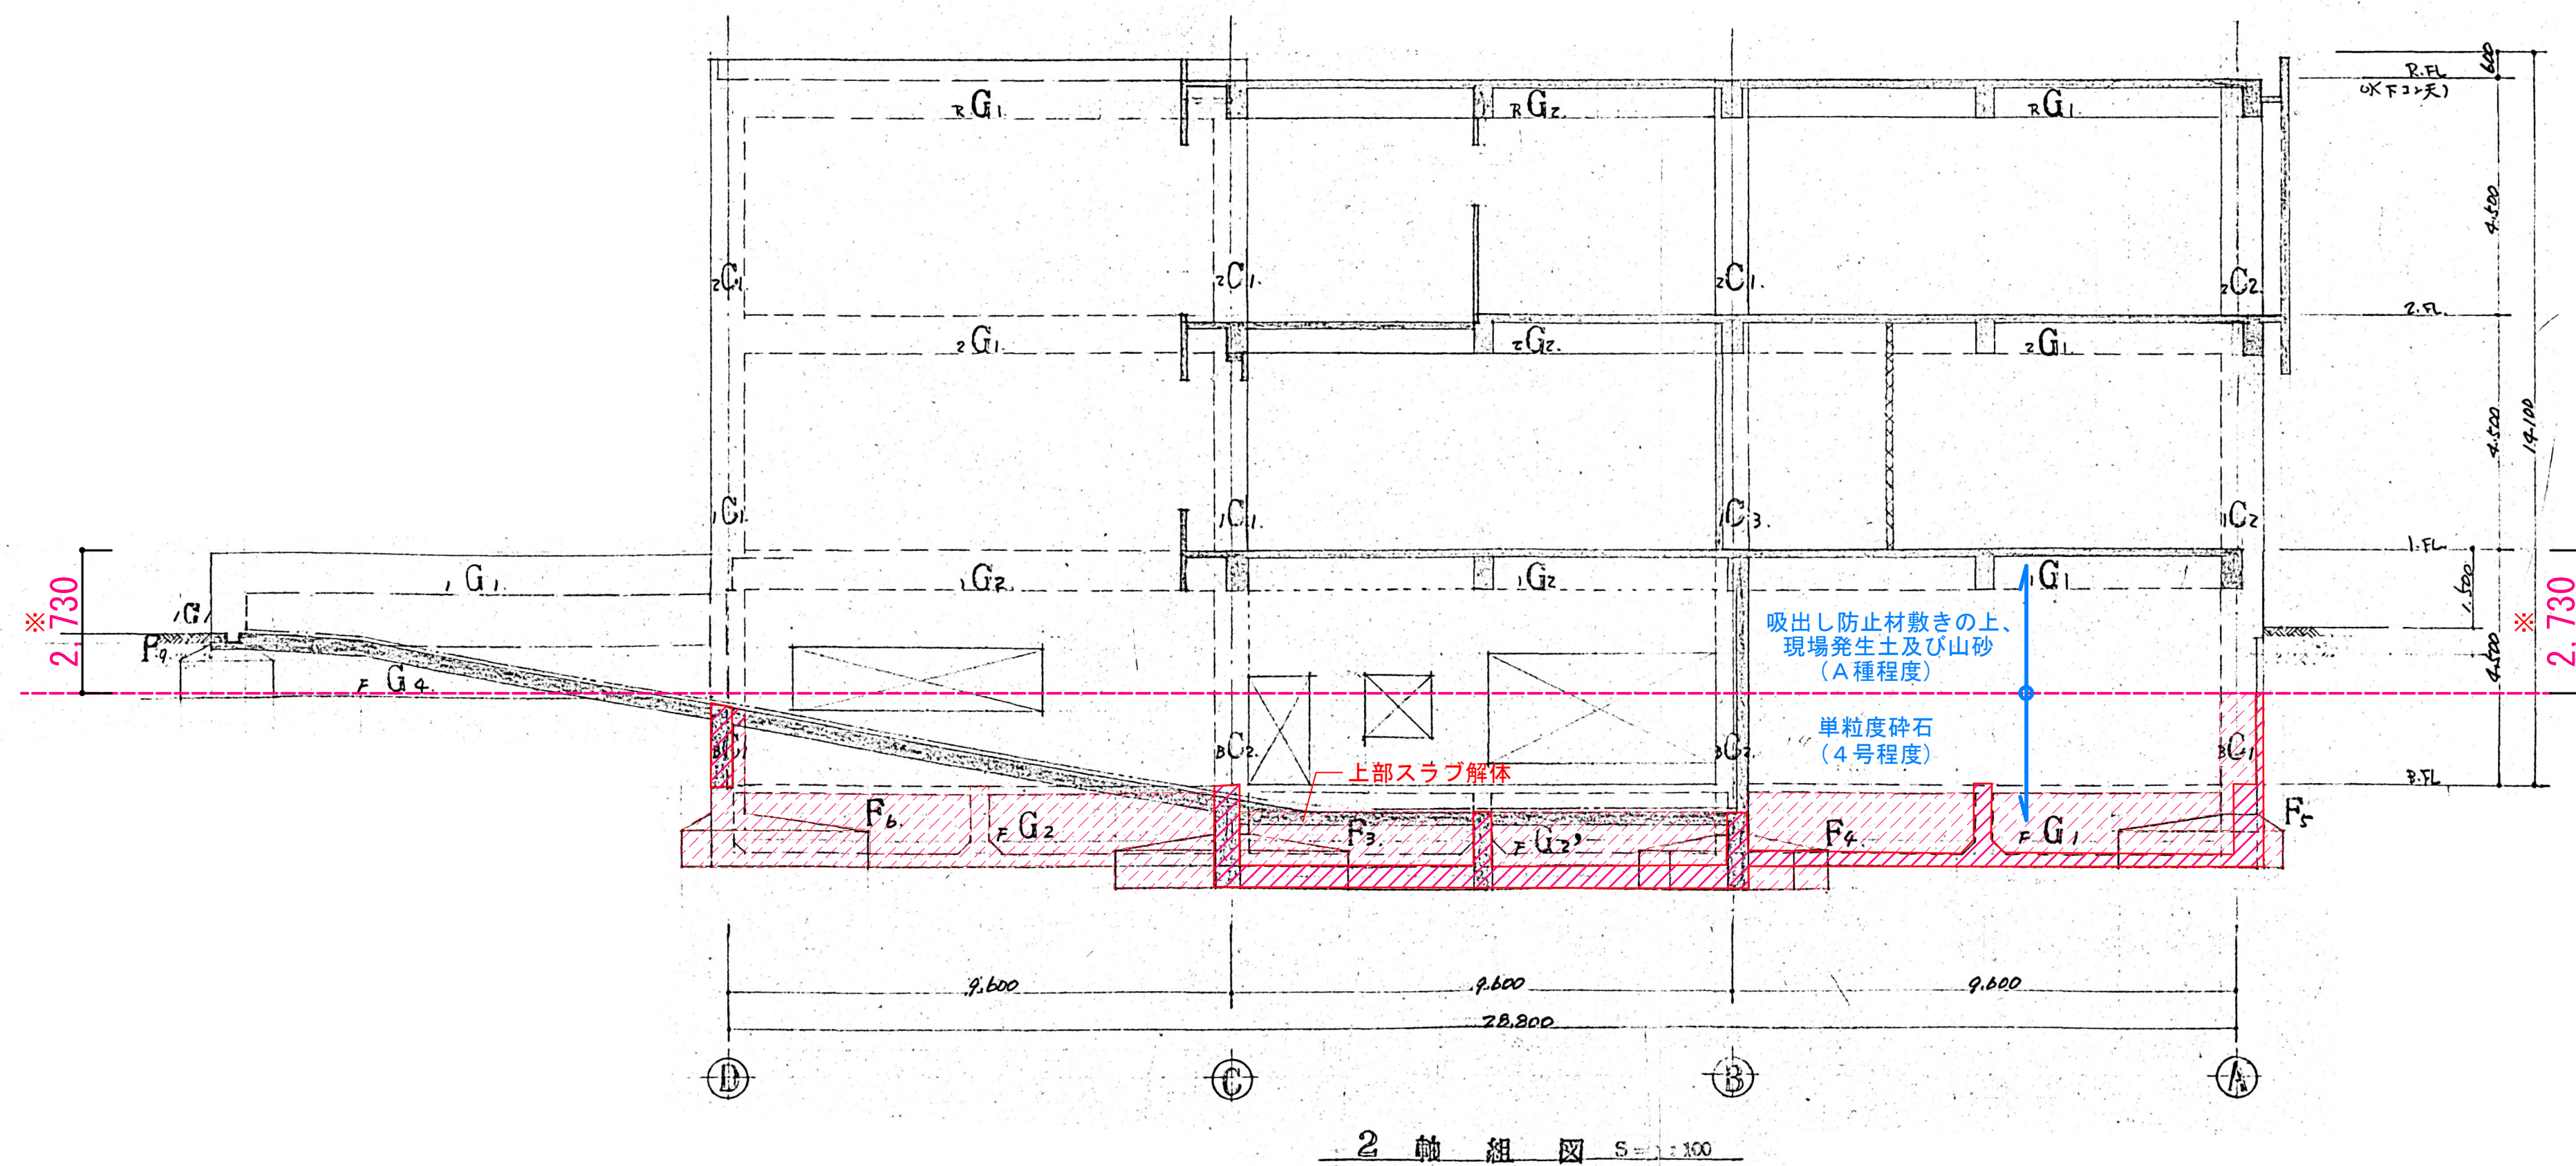 R.FL
600
RG1.
RG2.
RG1.
4.500
2C1.
2C1.
2C1.
2C2.
2.FL.
2G1.
2G2.
2G1.
4.500
14.100
1C1.
1C1.
1C3.
1C2
1.FL
1G1.
1G2.
1G2
1G1
1.500
※
2,730
吸出し防止材敷きの上、
現場発生土及び山砂
（A種程度）
※
2,730
4.500
FG4.
単粒度砕石
（４号程度）
BC2.
BC2.
BC1
上部スラブ解体
B.FL
F6.
FG2
F3.
FG2'
F4.
FG1
F5
9.600
9.600
9.600
28.800
D
C
B
A
2 軸 組 図 S=1:100